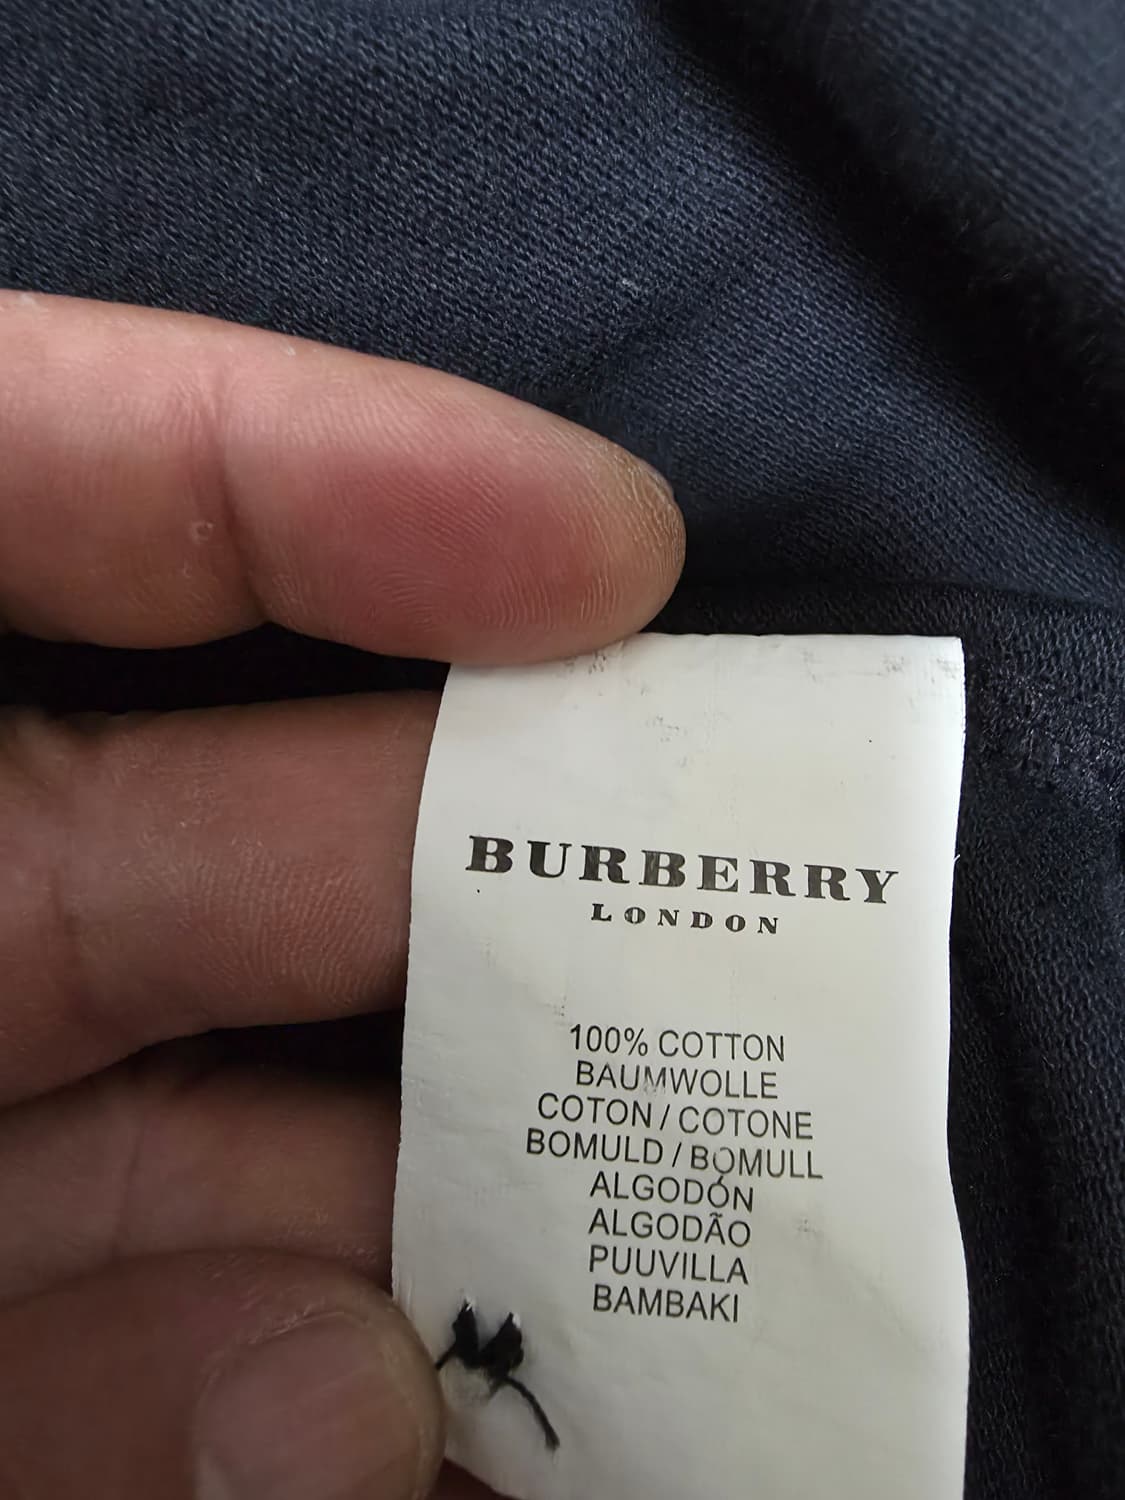 BURBERRY
LONDON
100% COTTON
BAUMWOLLE
COTON / COTONE
BOMULD / BOMULL
ALGODÓN
ALGODÃO
PUUVILLA
BAMBAKI